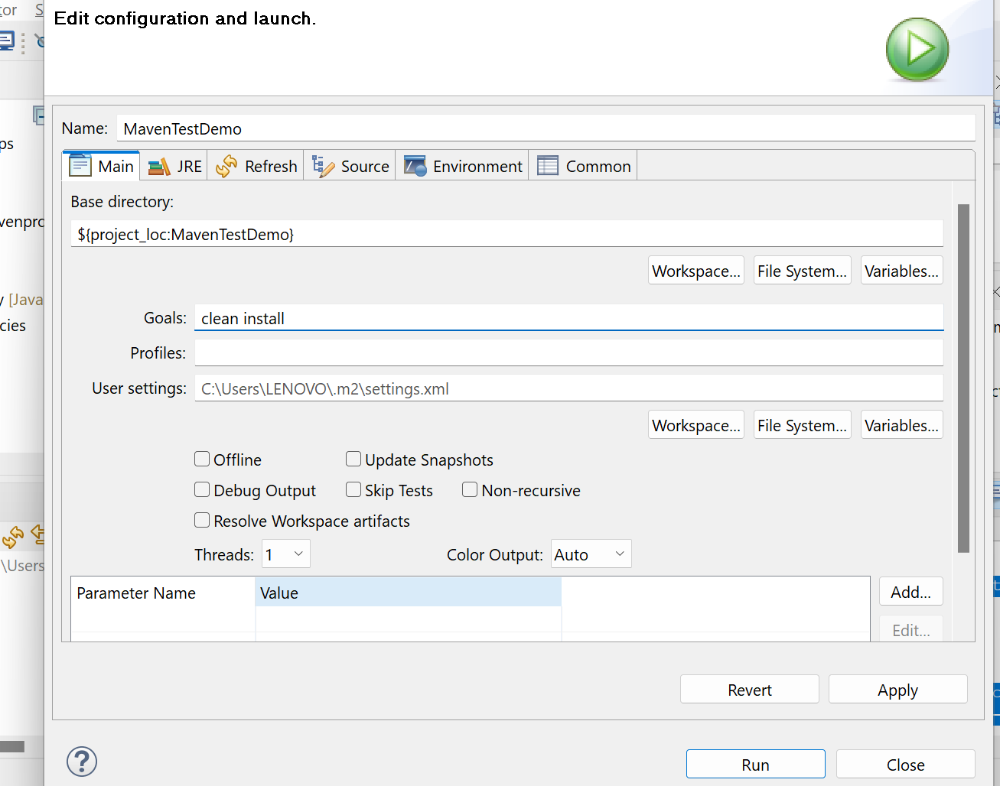 tor S
Edit configuration and launch.
Name: MavenTestDemo
ps
Main JRE Refresh Source Environment Common
Base directory:
venpro
${project_loc:MavenTestDemo}
Workspace... File System... Variables...
y [Java
Goals: clean install
cies
Profiles:
User settings: C:\Users\LENOVO\.m2\settings.xml
Workspace... File System... Variables...
Offline Update Snapshots
Debug Output Skip Tests Non-recursive
Resolve Workspace artifacts
Threads: 1 Color Output: Auto
\Users
Parameter Name Value Add...
Edit...
Revert Apply
? Run Close